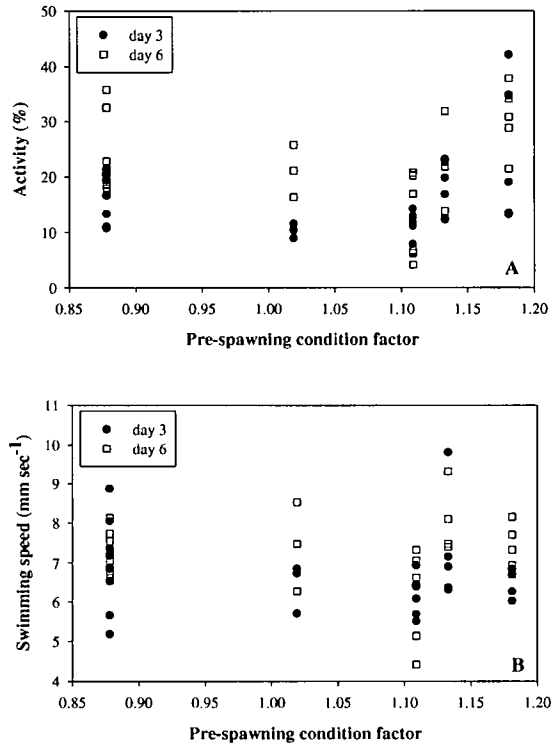 50
40
30
20
10
0
Activity (%)
day 3
day 6
A
0.85 0.90 0.95 1.00 1.05 1.10 1.15 1.20
Pre-spawning condition factor
11
10
9
8
7
6
5
4
Swimming speed (mm sec-1)
day 3
day 6
B
0.85 0.90 0.95 1.00 1.05 1.10 1.15 1.20
Pre-spawning condition factor